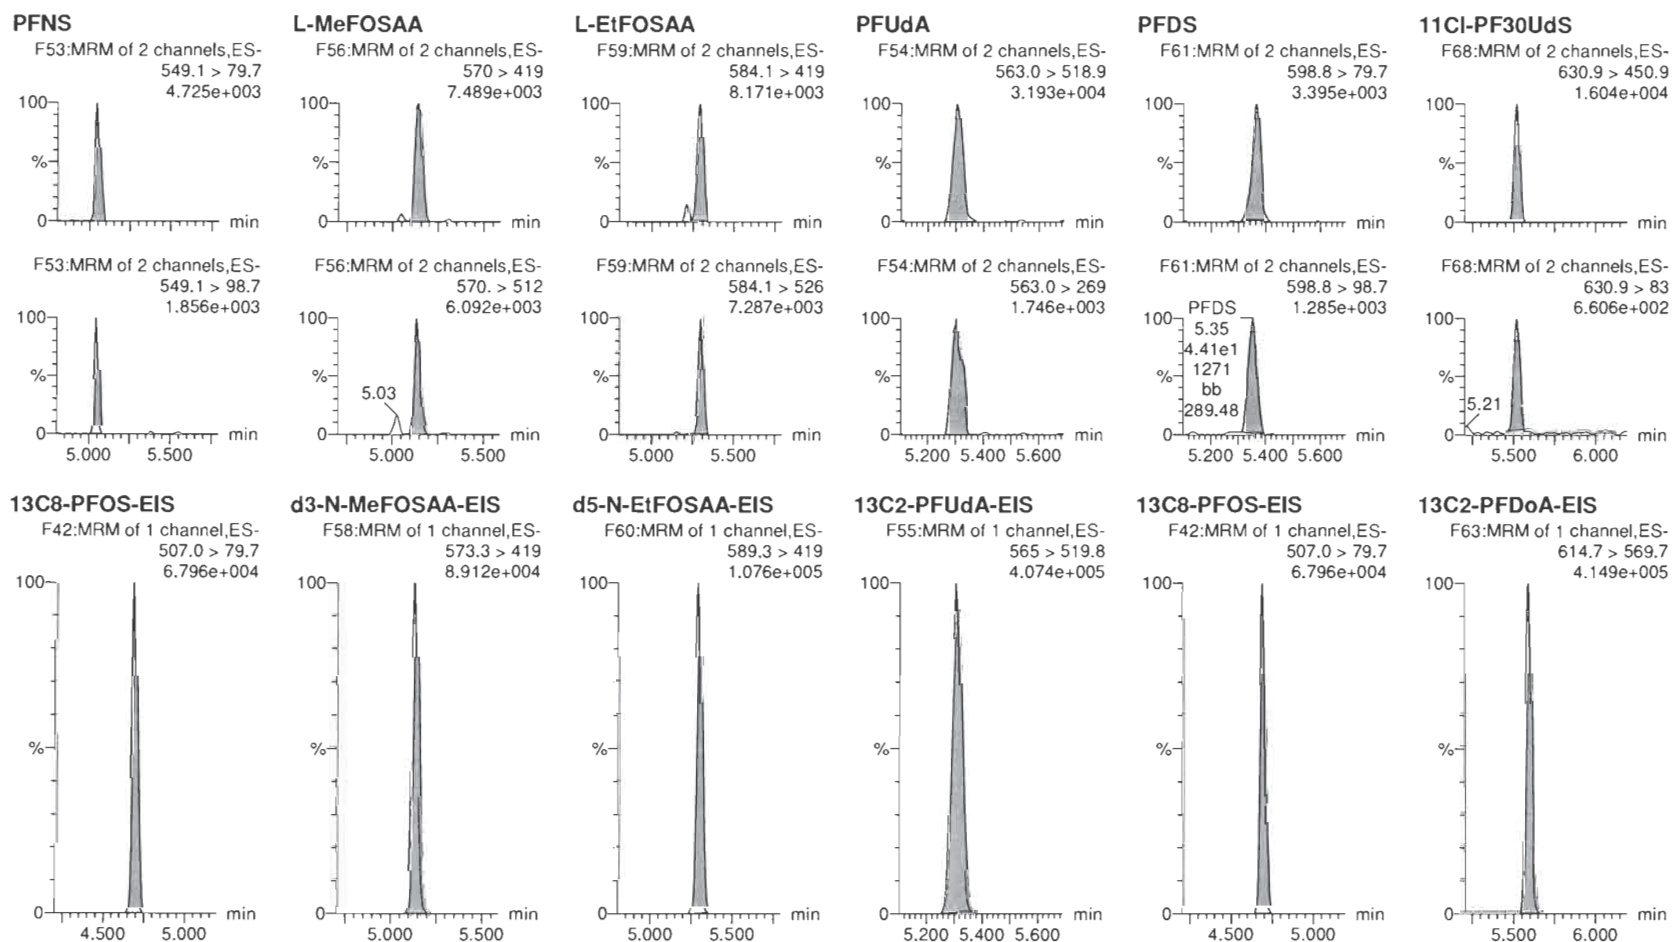 PFNS
F53:MRM of 2 channels,ES-
549.1 > 79.7
4.725e+003
100
%
0
min
L-MeFOSAA
F56:MRM of 2 channels,ES-
570 > 419
7.489e+003
100
%
0
min
L-EtFOSAA
F59:MRM of 2 channels,ES-
584.1 > 419
8.171e+003
100
%
0
min
PFUdA
F54:MRM of 2 channels,ES-
563.0 > 518.9
3.193e+004
100
%
0
min
PFDS
F61:MRM of 2 channels,ES-
598.8 > 79.7
3.395e+003
100
%
0
min
11Cl-PF30UdS
F68:MRM of 2 channels,ES-
630.9 > 450.9
1.604e+004
100
%
0
min
F53:MRM of 2 channels,ES-
549.1 > 98.7
1.856e+003
100
%
0
min
5.000 5.500
F56:MRM of 2 channels,ES-
570. > 512
6.092e+003
100
5.03
%
0
min
5.000 5.500
F59:MRM of 2 channels,ES-
584.1 > 526
7.287e+003
100
%
0
min
5.000 5.500
F54:MRM of 2 channels,ES-
563.0 > 269
1.746e+003
100
%
0
min
5.200 5.400 5.600
F61:MRM of 2 channels,ES-
598.8 > 98.7
1.285e+003
PFDS
5.35
4.41e1
1271
bb
289.48
100
%
0
min
5.200 5.400 5.600
F68:MRM of 2 channels,ES-
630.9 > 83
6.606e+002
100
%
5.21
0
min
5.500 6.000
13C8-PFOS-EIS
F42:MRM of 1 channel,ES-
507.0 > 79.7
6.796e+004
100
%
0
min
4.500 5.000
d3-N-MeFOSAA-EIS
F58:MRM of 1 channel,ES-
573.3 > 419
8.912e+004
100
%
0
min
5.000 5.500
d5-N-EtFOSAA-EIS
F60:MRM of 1 channel,ES-
589.3 > 419
1.076e+005
100
%
0
min
5.000 5.500
13C2-PFUdA-EIS
F55:MRM of 1 channel,ES-
565 > 519.8
4.074e+005
100
%
0
min
5.200 5.400 5.600
13C8-PFOS-EIS
F42:MRM of 1 channel,ES-
507.0 > 79.7
6.796e+004
100
%
0
min
4.500 5.000
13C2-PFDoA-EIS
F63:MRM of 1 channel,ES-
614.7 > 569.7
4.149e+005
100
%
0
min
5.500 6.000